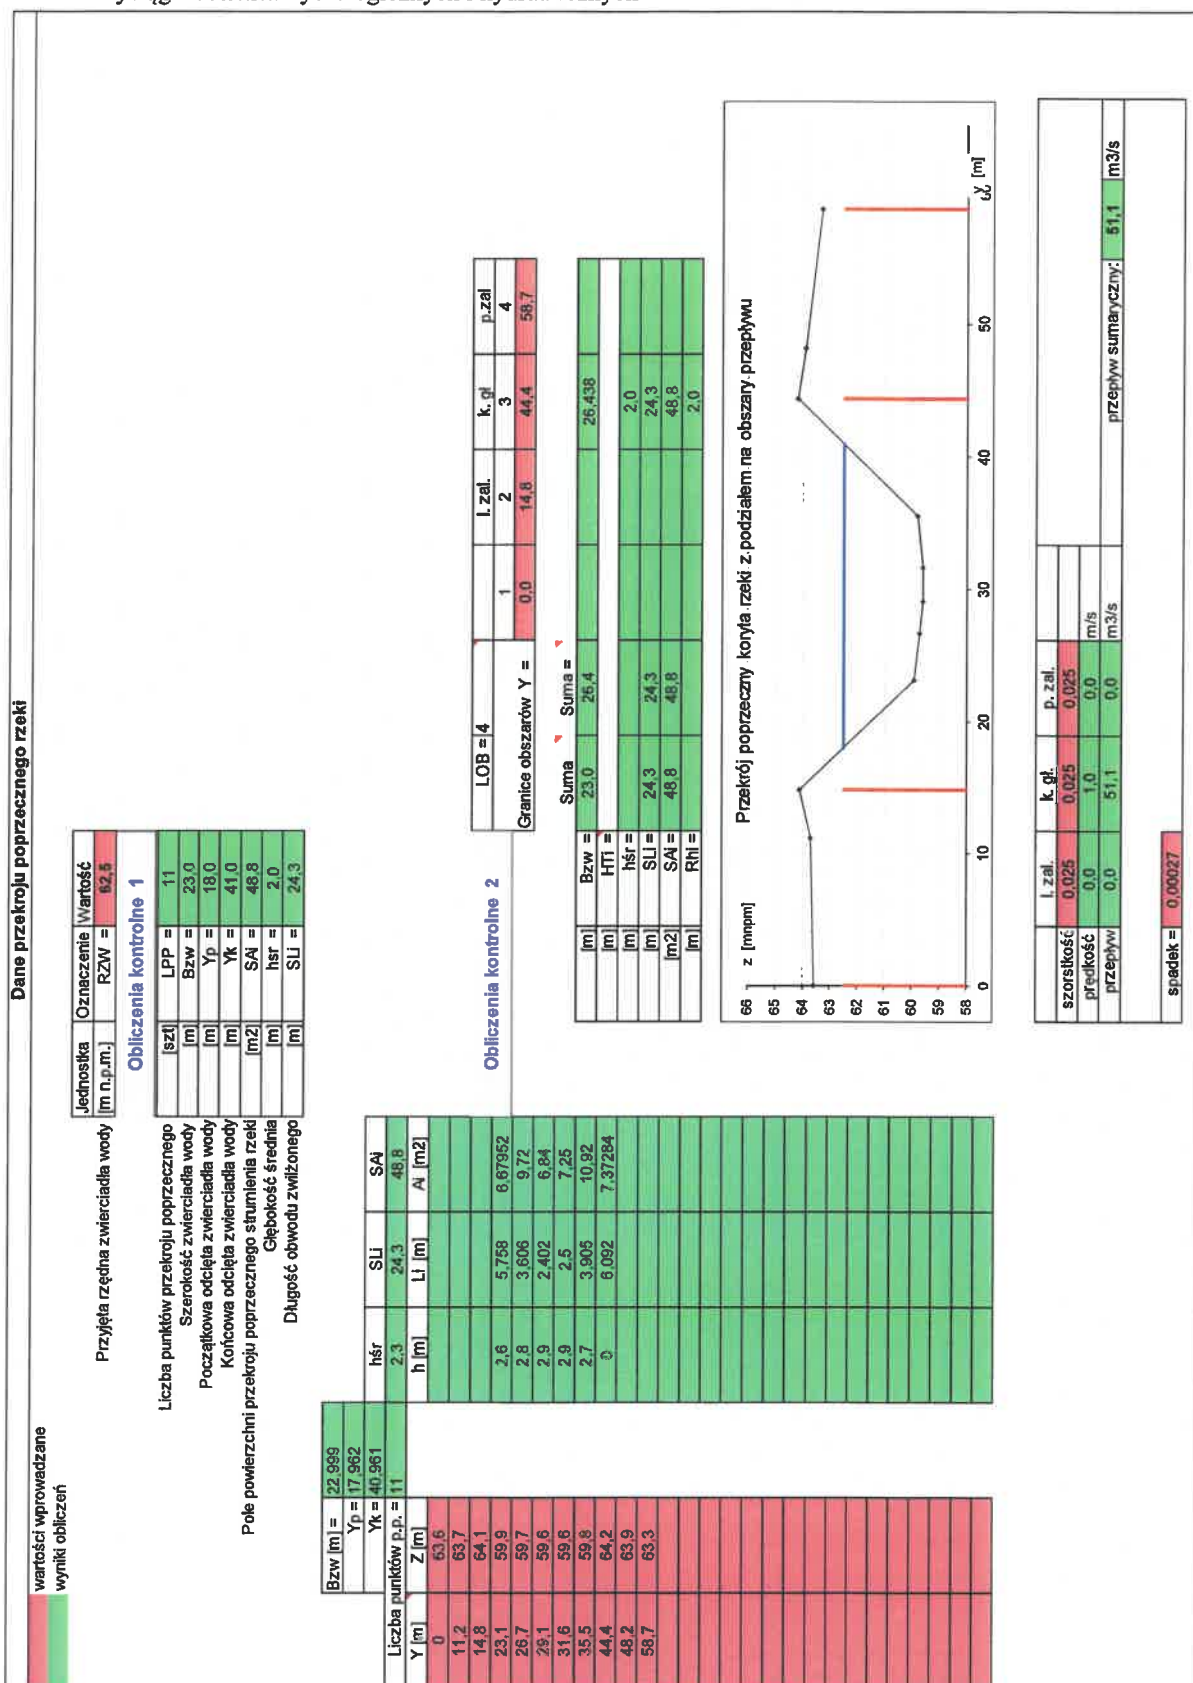 Dane przekroju poprzecznego rzeki
wartości wprowadzane
wyniki obliczeń
Jednostka Oznaczenie Wartość
Przyjęta rzędna zwierciadła wody [m n.p.m.] RZW = 62,5
Obliczenia kontrolne 1
Liczba punktów przekroju poprzecznego [szt] LPP = 11
Szerokość zwierciadła wody [m] Bzw = 23,0
Początkowa odcięta zwierciadła wody [m] Yp = 18,0
Końcowa odcięta zwierciadła wody [m] Yk = 41,0
Pole powierzchni przekroju poprzecznego strumienia rzeki [m2] SAi = 48,8
Głębokość średnia [m] hsr = 2,0
Długość obwodu zwilżonego [m] SLi = 24,3
Bzw [m] = 22,999
Yp = 17,962
Yk = 40,961 hśr SLi SAi
Liczba punktów p.p. = 11 2,3 24,3 48,8
Y [m] Z [m] h [m] Li [m] Ai [m2]
0 63,6
11,2 63,7
14,8 64,1
23,1 59,9 2,6 5,758 6,67952
26,7 59,7 2,8 3,606 9,72
29,1 59,6 2,9 2,402 6,84
31,6 59,6 2,9 2,5 7,25
35,5 59,8 2,7 3,905 10,92
44,4 64,2 0 6,092 7,37284
48,2 63,9
58,7 63,3
Obliczenia kontrolne 2
LOB = 4 l. zal. k. gł p.zal
1 2 3 4
Granice obszarów Y = 0,0 14,8 44,4 58,7
Suma Suma =
[m] Bzw = 23,0 26,4 26,438
[m] HTi =
[m] hśr = 2,0
[m] SLi = 24,3 24,3 24,3
[m2] SAi = 48,8 48,8 48,8
[m] Rhi = 2,0
Przekrój poprzeczny koryta rzeki z podziałem na obszary przepływu
z [mnpm]
66
65
64
63
62
61
60
59
58
0 10 20 30 40 50 60
y [m]
l. zal. k. gł. p. zal.
szorstkość 0,025 0,025 0,025
prędkość 0,0 1,0 0,0 m/s
przepływ 0,0 51,1 0,0 m3/s przepływ sumaryczny: 51,1 m3/s
spadek = 0,00027